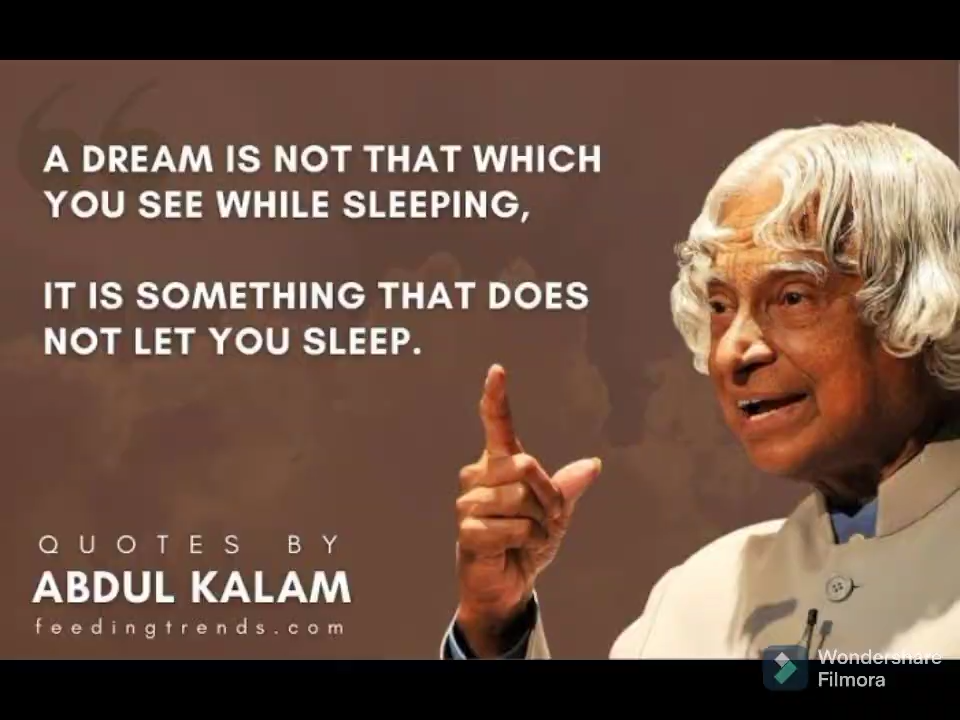 A DREAM IS NOT THAT WHICH
YOU SEE WHILE SLEEPING,
IT IS SOMETHING THAT DOES
NOT LET YOU SLEEP.
QUOTES BY
ABDUL KALAM
feedingtrends.com
Wondershare
Filmora